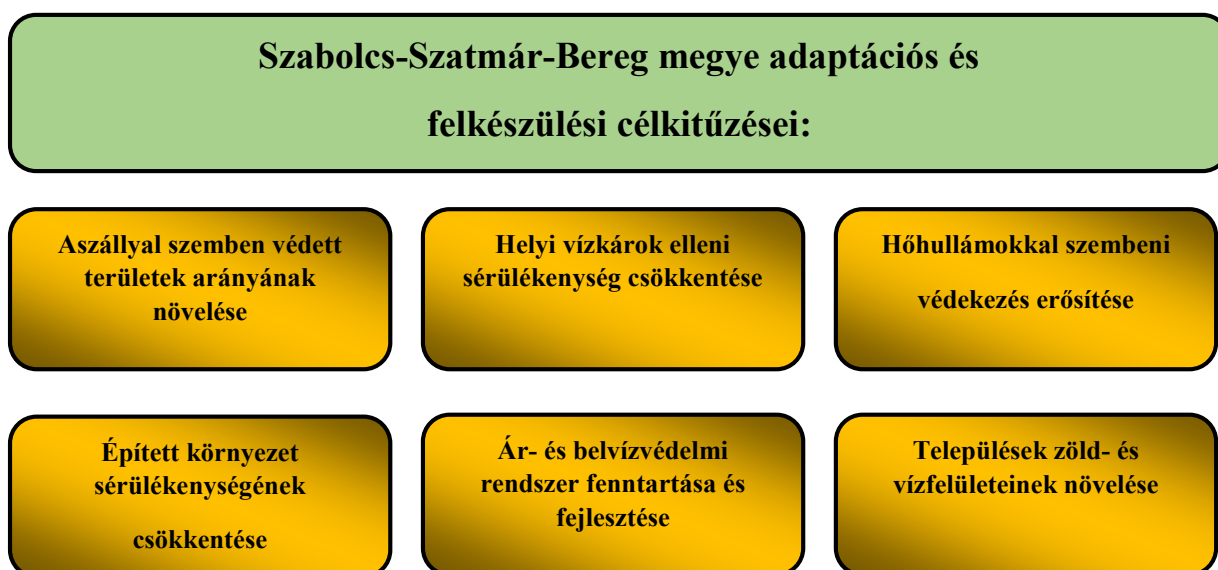 Szabolcs-Szatmár-Bereg megye adaptációs és
felkészülési célkitűzései:
Aszállyal szemben védett
területek arányának
növelése
Helyi vízkárok elleni
sérülékenység csökkentése
Hőhullámokkal szembeni
védekezés erősítése
Épített környezet
sérülékenységének
csökkentése
Ár- és belvízvédelmi
rendszer fenntartása és
fejlesztése
Települések zöld- és
vízfelületeinek növelése